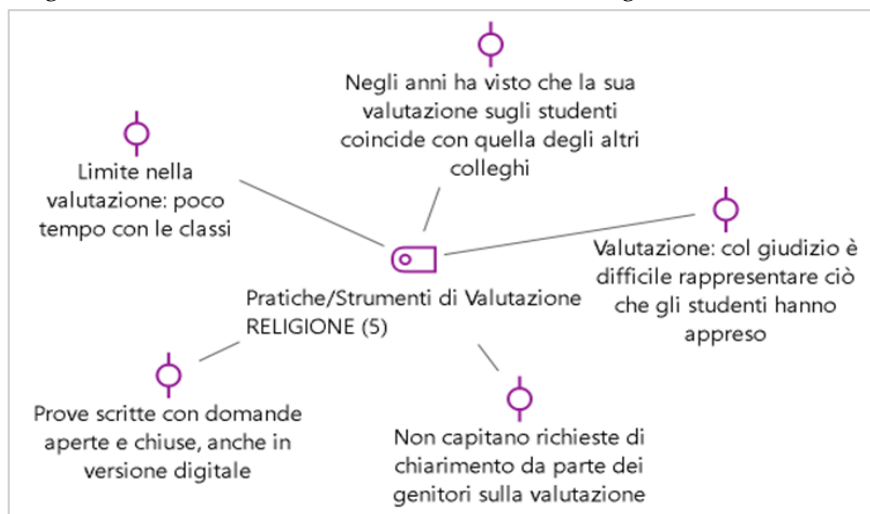 Negli anni ha visto che la sua
valutazione sugli studenti
coincide con quella degli altri
colleghi
Limite nella
valutazione: poco
tempo con le classi
Valutazione: col giudizio è
difficile rappresentare ciò
che gli studenti hanno
appreso
Pratiche/Strumenti di Valutazione
RELIGIONE (5)
Prove scritte con domande
aperte e chiuse, anche in
versione digitale
Non capitano richieste di
chiarimento da parte dei
genitori sulla valutazione